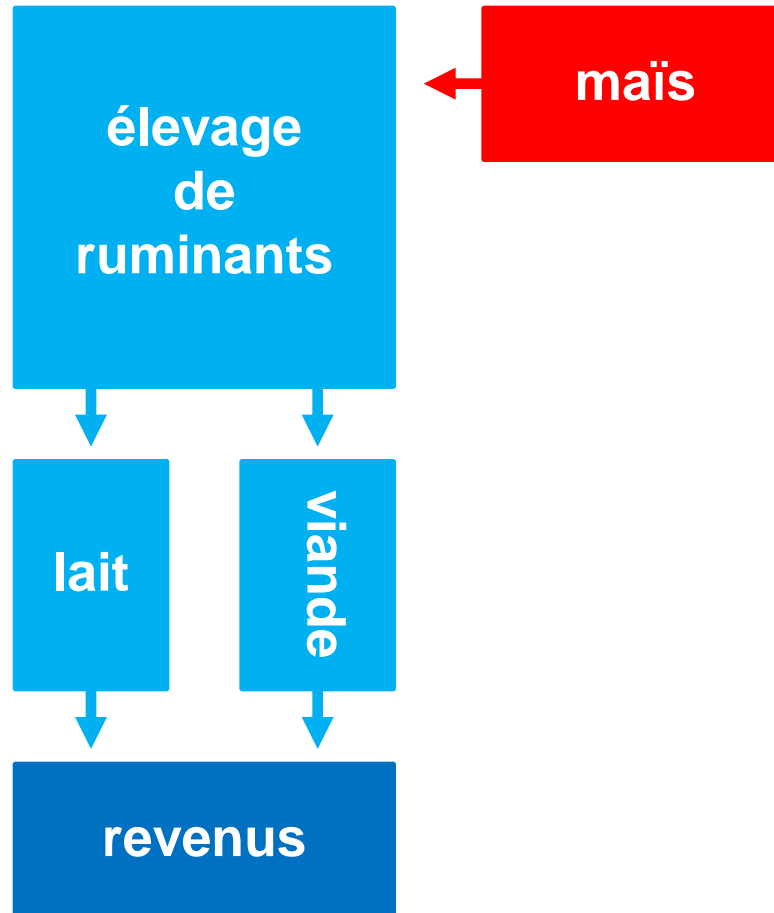 élevage
de
ruminants
maïs
lait
viande
revenus